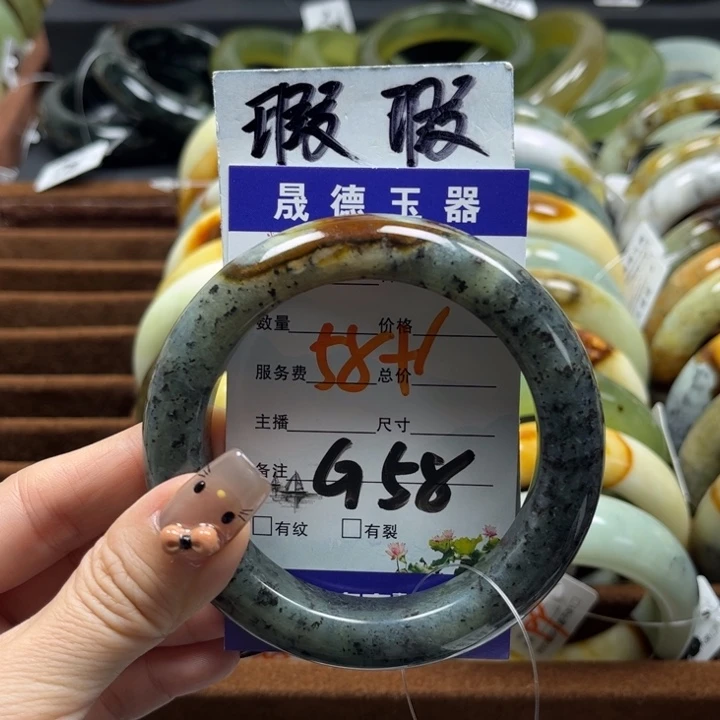 瑕瑕
晟德玉器
数量 价格
服务费 总价
主播 尺寸
备注 G58
有纹 有裂